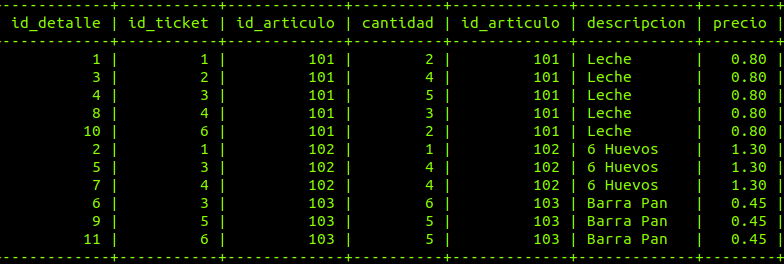 id_detalle | id_ticket | id_articulo | cantidad | id_articulo | descripcion | precio |
1 | 1 | 101 | 2 | 101 | Leche | 0.80 |
3 | 2 | 101 | 4 | 101 | Leche | 0.80 |
4 | 3 | 101 | 5 | 101 | Leche | 0.80 |
8 | 4 | 101 | 3 | 101 | Leche | 0.80 |
10 | 6 | 101 | 2 | 101 | Leche | 0.80 |
2 | 1 | 102 | 1 | 102 | 6 Huevos | 1.30 |
5 | 3 | 102 | 4 | 102 | 6 Huevos | 1.30 |
7 | 4 | 102 | 4 | 102 | 6 Huevos | 1.30 |
6 | 3 | 103 | 6 | 103 | Barra Pan | 0.45 |
9 | 5 | 103 | 5 | 103 | Barra Pan | 0.45 |
11 | 6 | 103 | 5 | 103 | Barra Pan | 0.45 |